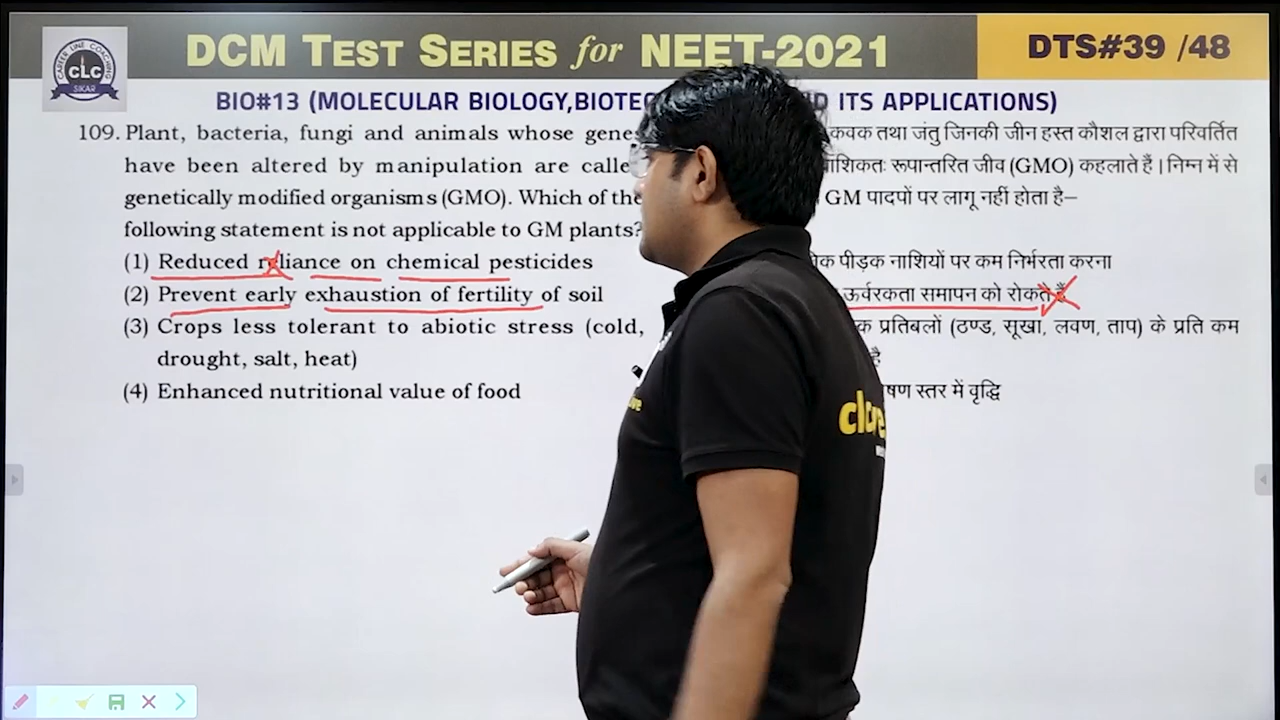 DCM TEST SERIES for NEET-2021
DTS#39 /48
CAREER LINE COACHING
CLC
SIKAR
BIO#13 (MOLECULAR BIOLOGY, ID ITS APPLICATIONS)
109. Plant, bacteria, fungi and animals whose genes
have been altered by manipulation are calle
genetically modified organisms (GMO). Which of the
following statement is not applicable to GM plants?
(1) Reduced reliance on chemical pesticides
(2) Prevent early exhaustion of fertility of soil
(3) Crops less tolerant to abiotic stress (cold,
drought, salt, heat)
(4) Enhanced nutritional value of food
कवक तथा जंतु जिनकी जीन हस्त कौशल द्वारा परिवर्तित
रूपान्तरित जीव (GMO) कहलाते हैं। निम्न में से
GM पादपों पर लागू नहीं होता है–
पीड़क नाशियों पर कम निर्भरता करना
ऊर्वरकता समापन को रोकते हैं
प्रतिबलों (ठण्ड, सूखा, लवण, ताप) के प्रति कम
है
स्तर में वृद्धि